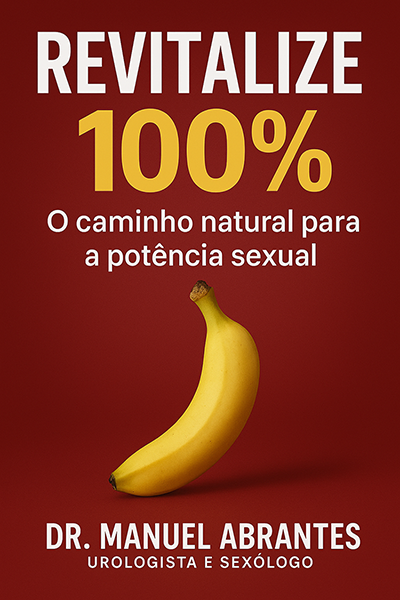 REVITALIZE
100%
O caminho natural para
a potência sexual
DR. MANUEL ABRANTES
UROLOGISTA E SEXÓLOGO